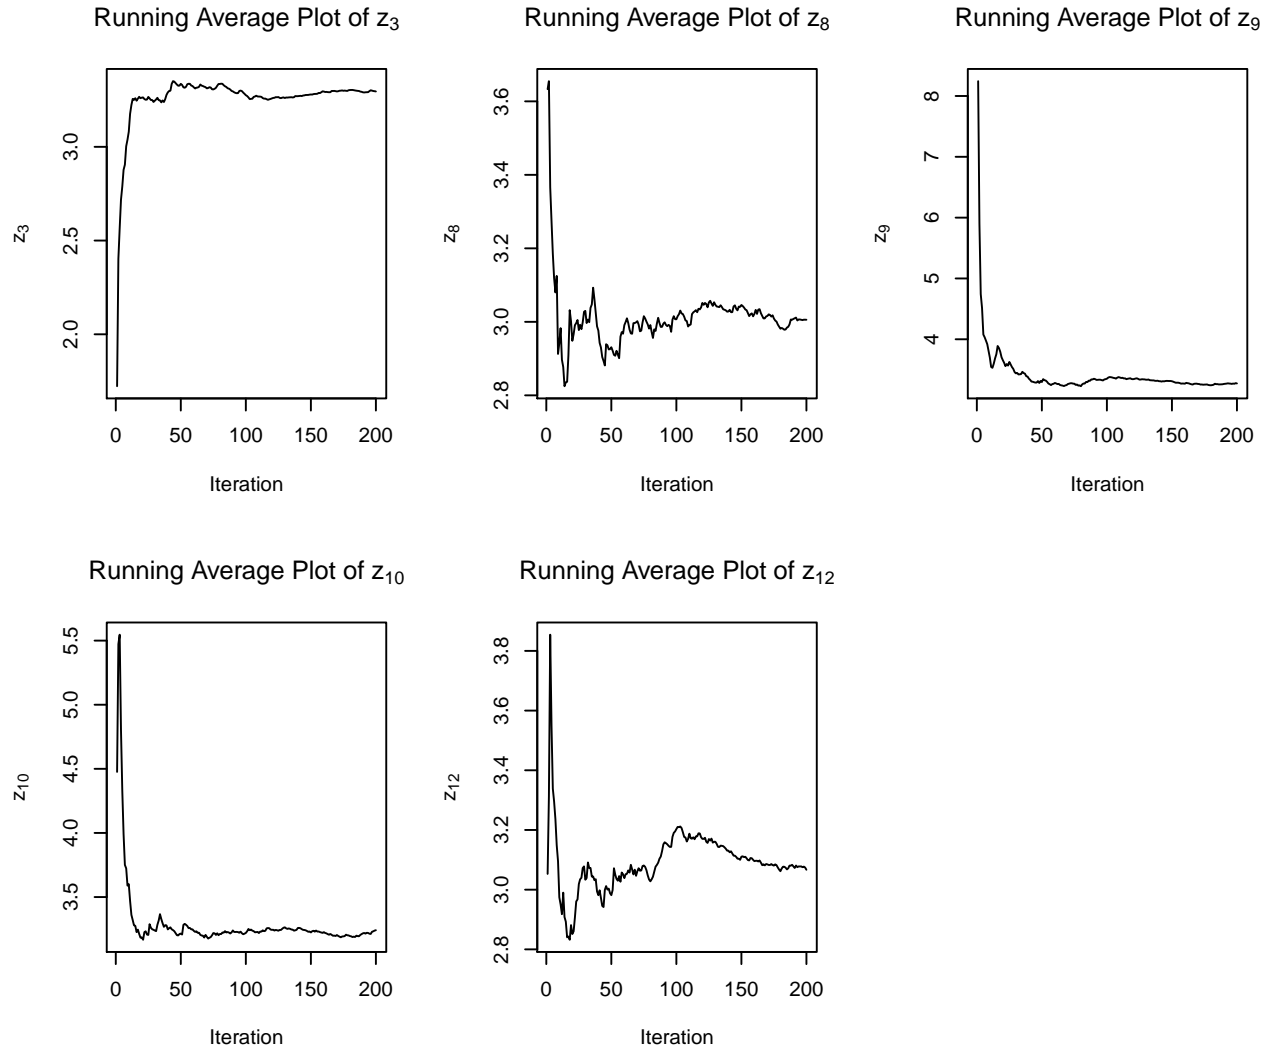 Running Average Plot of z₃
z₃
3.0
2.5
2.0
0 50 100 150 200
Iteration
Running Average Plot of z₈
z₈
3.6
3.4
3.2
3.0
2.8
0 50 100 150 200
Iteration
Running Average Plot of z₉
z₉
8
7
6
5
4
0 50 100 150 200
Iteration
Running Average Plot of z₁₀
z₁₀
5.5
5.0
4.5
4.0
3.5
0 50 100 150 200
Iteration
Running Average Plot of z₁₂
z₁₂
3.8
3.6
3.4
3.2
3.0
2.8
0 50 100 150 200
Iteration